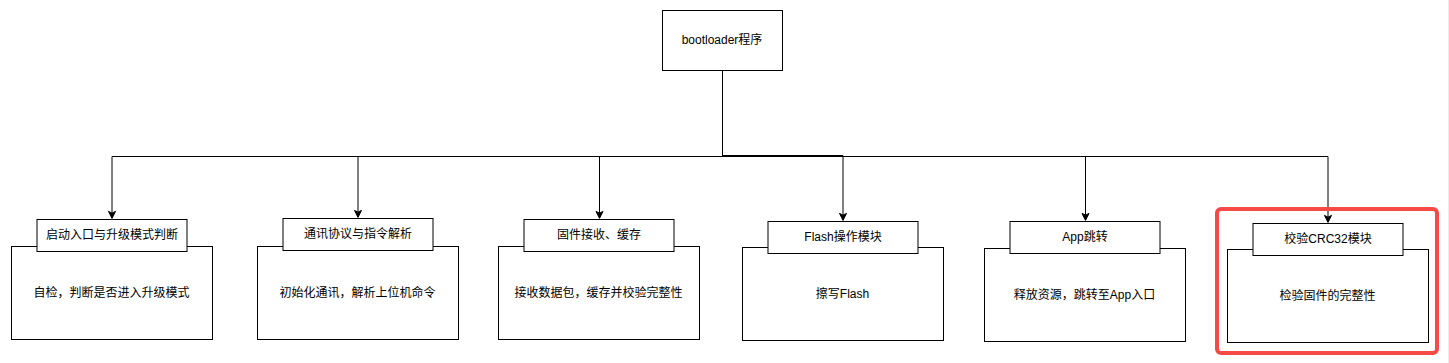 bootloader程序
启动入口与升级模式判断
自检，判断是否进入升级模式
通讯协议与指令解析
初始化通讯，解析上位机命令
固件接收、缓存
接收数据包，缓存并校验完整性
Flash操作模块
擦写Flash
App跳转
释放资源，跳转至App入口
校验CRC32模块
检验固件的完整性